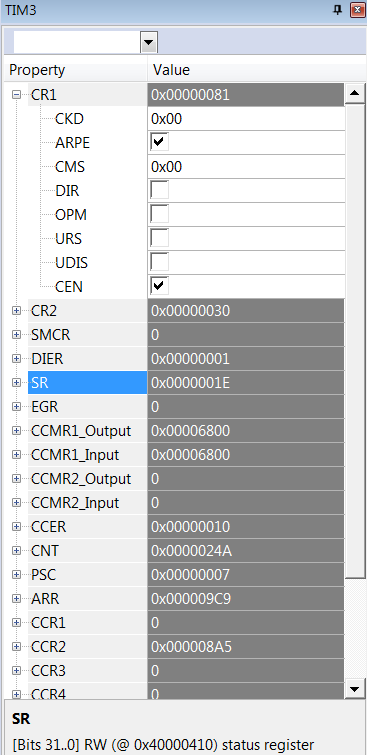 TIM3
Property Value
CR1 0x00000081
CKD 0x00
ARPE
CMS 0x00
DIR
OPM
URS
UDIS
CEN
CR2 0x00000030
SMCR 0
DIER 0x00000001
SR 0x0000001E
EGR 0
CCMR1_Output 0x00006800
CCMR1_Input 0x00006800
CCMR2_Output 0
CCMR2_Input 0
CCER 0x00000010
CNT 0x0000024A
PSC 0x00000007
ARR 0x000009C9
CCR1 0
CCR2 0x000008A5
CCR3 0
CCR4 0
SR
[Bits 31..0] RW (@ 0x40000410) status register